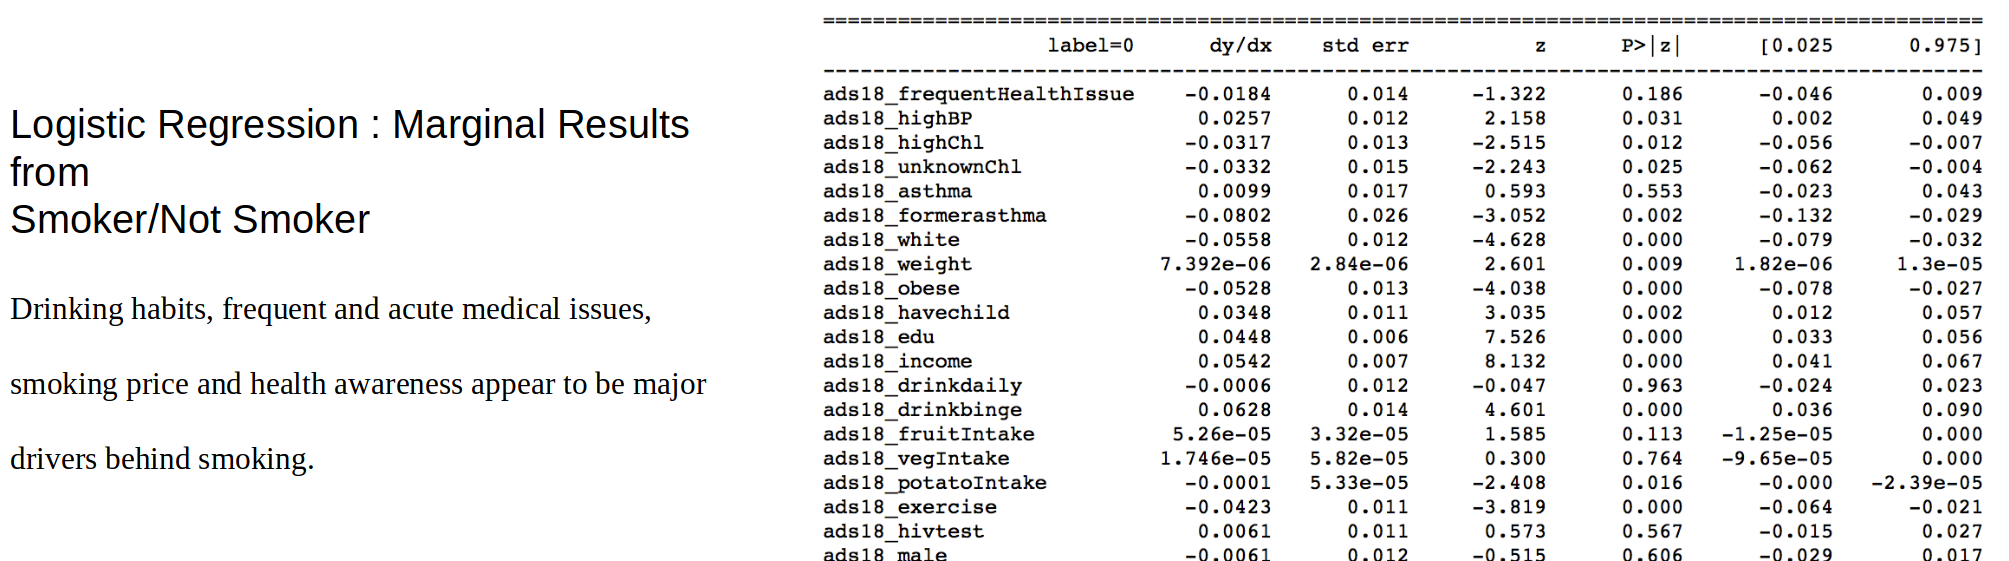 Logistic Regression : Marginal Results
from
Smoker/Not Smoker
Drinking habits, frequent and acute medical issues,
smoking price and health awareness appear to be major
drivers behind smoking.
label=0 dy/dx std err z P>|z| [0.025 0.975]
ads18_frequentHealthIssue -0.0184 0.014 -1.322 0.186 -0.046 0.009
ads18_highBP 0.0257 0.012 2.158 0.031 0.002 0.049
ads18_highChl -0.0317 0.013 -2.515 0.012 -0.056 -0.007
ads18_unknownChl -0.0332 0.015 -2.243 0.025 -0.062 -0.004
ads18_asthma 0.0099 0.017 0.593 0.553 -0.023 0.043
ads18_formerasthma -0.0802 0.026 -3.052 0.002 -0.132 -0.029
ads18_white -0.0558 0.012 -4.628 0.000 -0.079 -0.032
ads18_weight 7.392e-06 2.84e-06 2.601 0.009 1.82e-06 1.3e-05
ads18_obese -0.0528 0.013 -4.038 0.000 -0.078 -0.027
ads18_havechild 0.0348 0.011 3.035 0.002 0.012 0.057
ads18_edu 0.0448 0.006 7.526 0.000 0.033 0.056
ads18_income 0.0542 0.007 8.132 0.000 0.041 0.067
ads18_drinkdaily -0.0006 0.012 -0.047 0.963 -0.024 0.023
ads18_drinkbinge 0.0628 0.014 4.601 0.000 0.036 0.090
ads18_fruitIntake 5.26e-05 3.32e-05 1.585 0.113 -1.25e-05 0.000
ads18_vegIntake 1.746e-05 5.82e-05 0.300 0.764 -9.65e-05 0.000
ads18_potatoIntake -0.0001 5.33e-05 -2.408 0.016 -0.000 -2.39e-05
ads18_exercise -0.0423 0.011 -3.819 0.000 -0.064 -0.021
ads18_hivtest 0.0061 0.011 0.573 0.567 -0.015 0.027
ads18_male -0.0061 0.012 -0.515 0.606 -0.029 0.017